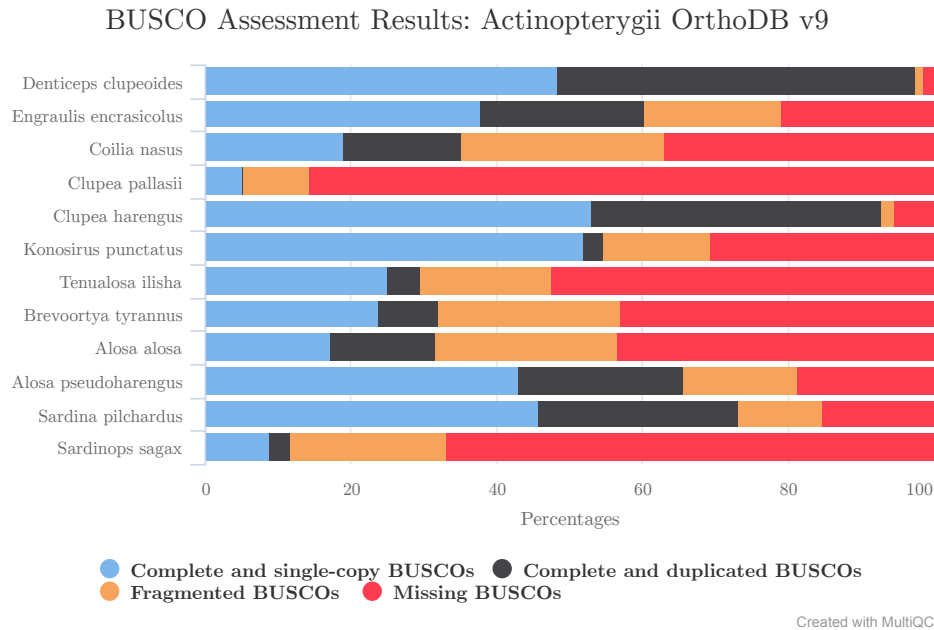 BUSCO Assessment Results: Actinopterygii OrthoDB v9
Denticeps clupeoides
Engraulis encrasicolus
Coilia nasus
Clupea pallasii
Clupea harengus
Konosirus punctatus
Tenualosa ilisha
Brevoortya tyrannus
Alosa alosa
Alosa pseudoharengus
Sardina pilchardus
Sardinops sagax
0 20 40 60 80 100
Percentages
Complete and single-copy BUSCOs Complete and duplicated BUSCOs
Fragmented BUSCOs Missing BUSCOs
Created with MultiQC